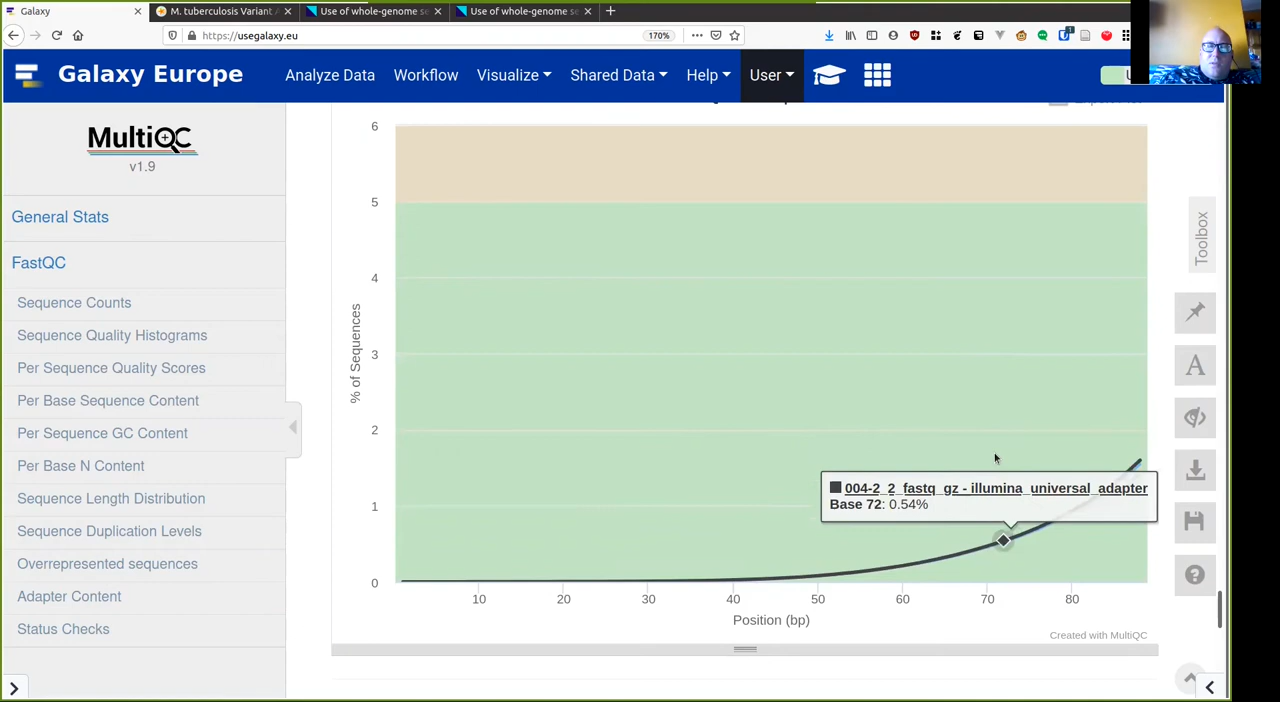 Galaxy
M. tuberculosis Variant
Use of whole-genome se
Use of whole-genome se
https://usegalaxy.eu
170%
Galaxy Europe
Analyze Data
Workflow
Visualize
Shared Data
Help
User
MultiQC
v1.9
General Stats
FastQC
Sequence Counts
Sequence Quality Histograms
Per Sequence Quality Scores
Per Base Sequence Content
Per Sequence GC Content
Per Base N Content
Sequence Length Distribution
Sequence Duplication Levels
Overrepresented sequences
Adapter Content
Status Checks
6
5
4
3
2
1
0
% of Sequences
10 20 30 40 50 60 70 80
Position (bp)
004-2_2_fastq_gz - illumina_universal_adapter
Base 72: 0.54%
Created with MultiQC
Toolbox
A